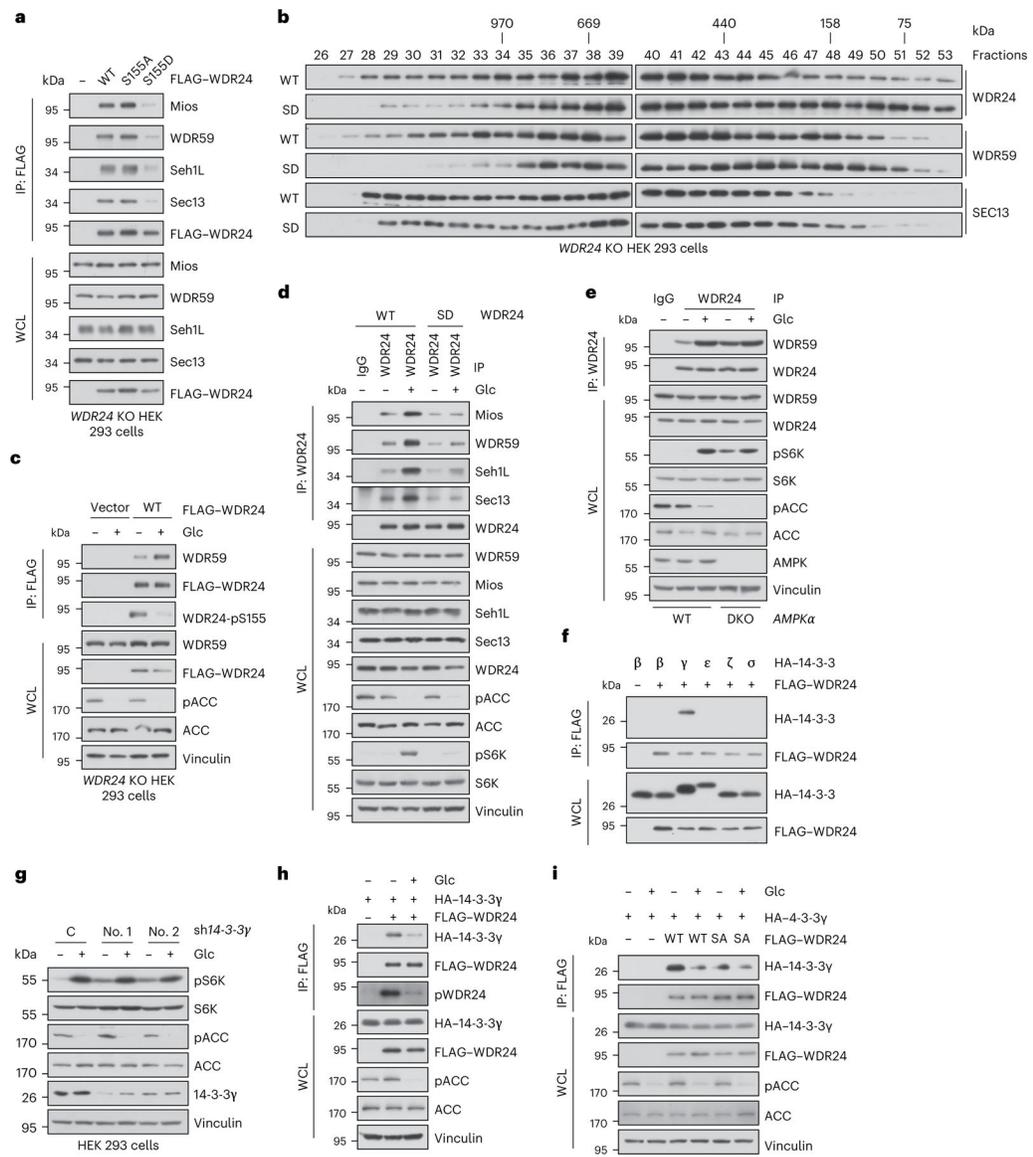 a
kDa – WT S155A S155D FLAG–WDR24
IP: FLAG
95 Mios
95 WDR59
34 Seh1L
34 Sec13
95 FLAG–WDR24
WCL
95 Mios
95 WDR59
34 Seh1L
34 Sec13
95 FLAG–WDR24
WDR24 KO HEK
293 cells
b
970 669 440 158 75 kDa
26 27 28 29 30 31 32 33 34 35 36 37 38 39 40 41 42 43 44 45 46 47 48 49 50 51 52 53 Fractions
WT
SD
WDR24
WT
SD
WDR59
WT
SD
SEC13
WDR24 KO HEK 293 cells
c
Vector WT FLAG–WDR24
kDa – + – + Glc
IP: FLAG
95 WDR59
95 FLAG–WDR24
95 WDR24-pS155
WCL
95 WDR59
95 FLAG–WDR24
170 pACC
170 ACC
95 Vinculin
WDR24 KO HEK
293 cells
d
WT SD WDR24
IgG WDR24 WDR24 WDR24 WDR24 IP
kDa – – + – + Glc
IP: WDR24
95 Mios
95 WDR59
34 Seh1L
34 Sec13
95 WDR24
WCL
95 WDR59
95 Mios
34 Seh1L
34 Sec13
95 WDR24
170 pACC
170 ACC
55 pS6K
55 S6K
95 Vinculin
e
IgG WDR24 IP
kDa – – + – + Glc
IP: WDR24
95 WDR59
95 WDR24
WCL
95 WDR59
95 WDR24
55 pS6K
55 S6K
170 pACC
170 ACC
55 AMPK
95 Vinculin
WT DKO AMPKα
f
β β γ ε ζ σ HA–14-3-3
kDa – + + + + + FLAG–WDR24
IP: FLAG
26 HA–14-3-3
95 FLAG–WDR24
WCL
26 HA–14-3-3
95 FLAG–WDR24
g
C No. 1 No. 2 sh14-3-3γ
kDa – + – + – + Glc
55 pS6K
55 S6K
170 pACC
170 ACC
26 14-3-3γ
95 Vinculin
HEK 293 cells
h
– – + Glc
+ + + HA–14-3-3γ
kDa – + + FLAG–WDR24
IP: FLAG
26 HA–14-3-3γ
95 FLAG–WDR24
95 pWDR24
WCL
26 HA–14-3-3γ
95 FLAG–WDR24
170 pACC
170 ACC
95 Vinculin
i
– + – + – + Glc
+ + + + + + HA–4-3-3γ
kDa – – WT WT SA SA FLAG–WDR24
IP: FLAG
26 HA–14-3-3γ
95 FLAG–WDR24
WCL
26 HA–14-3-3γ
95 FLAG–WDR24
170 pACC
170 ACC
95 Vinculin